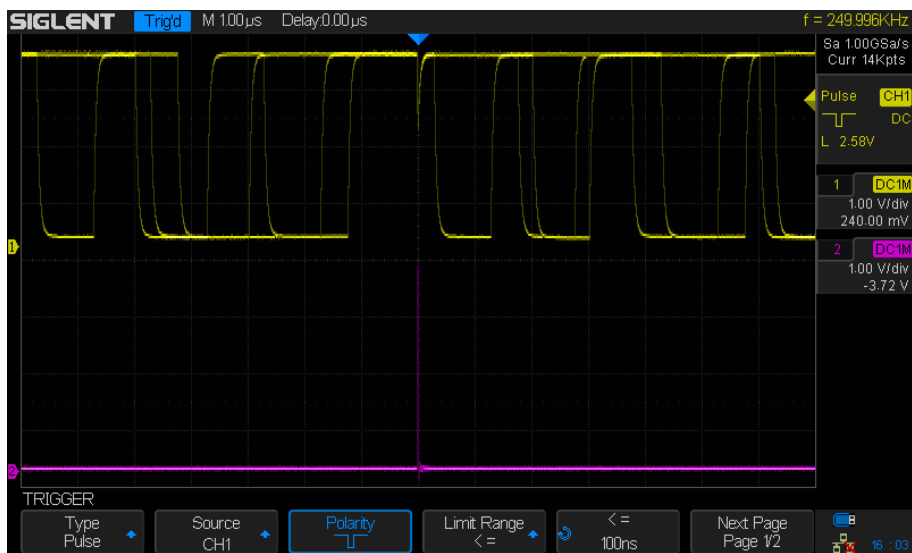 SIGLENT Trig'd M 1.00µs Delay:0.00µs f = 249.996KHz
Sa 1.00GSa/s
Curr 14Kpts
Pulse CH1
DC
L 2.58V
1 DC1M
1.00 V/div
240.00 mV
2 DC1M
1.00 V/div
-3.72 V
1
2
TRIGGER
Type Source Polarity Limit Range <= Next Page
Pulse CH1 <= 100ns Page 1/2
16 : 03